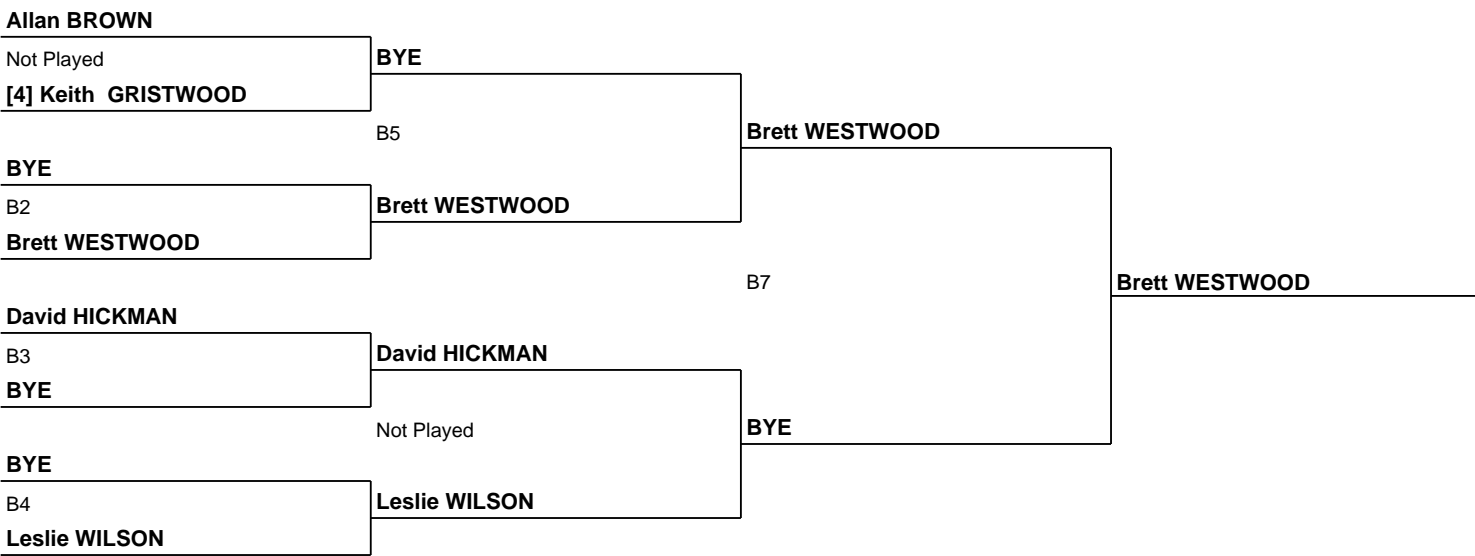 Allan BROWN
Not Played
[4] Keith GRISTWOOD
BYE
B2
Brett WESTWOOD
David HICKMAN
B3
BYE
BYE
B4
Leslie WILSON
BYE
B5
Brett WESTWOOD
David HICKMAN
Not Played
Leslie WILSON
Brett WESTWOOD
B7
BYE
Brett WESTWOOD